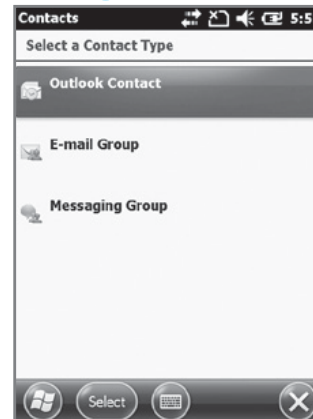 Contacts 5:5
Select a Contact Type
Outlook Contact
E-mail Group
Messaging Group
Select